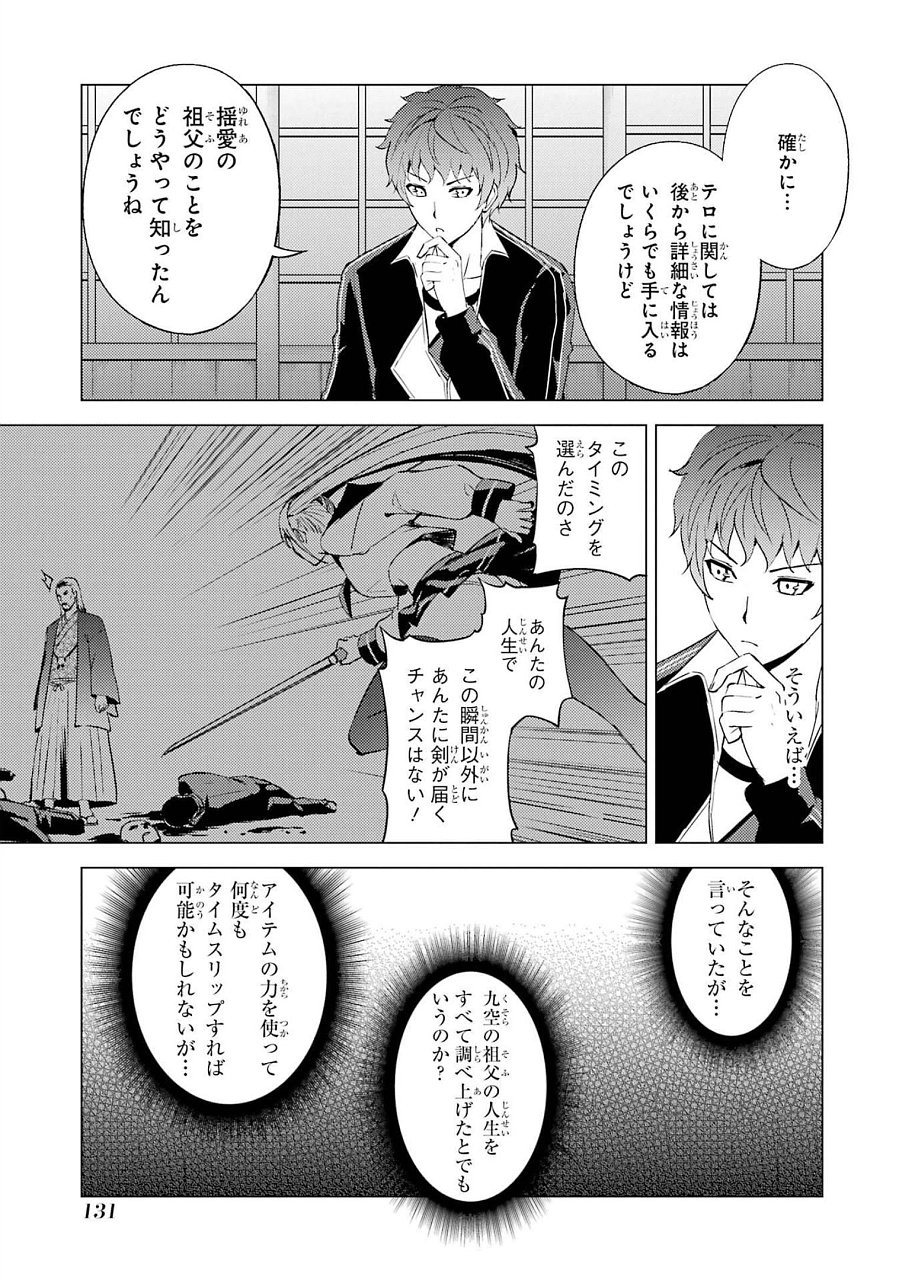 確かに…
テロに関しては
後から詳細な情報は
いくらでも手に入る
でしょうけど
揺愛の
祖父のことを
どうやって知ったん
でしょうね
そういえば…
この
タイミングを
選んだのさ
あんたの
人生で
この瞬間以外に
あんたに剣が届く
チャンスはない!
そんなことを
言っていたが…
九空の祖父の人生を
すべて調べ上げたとでも
いうのか?
アイテムの力を使って
何度も
タイムスリップすれば
可能かもしれないが…
131